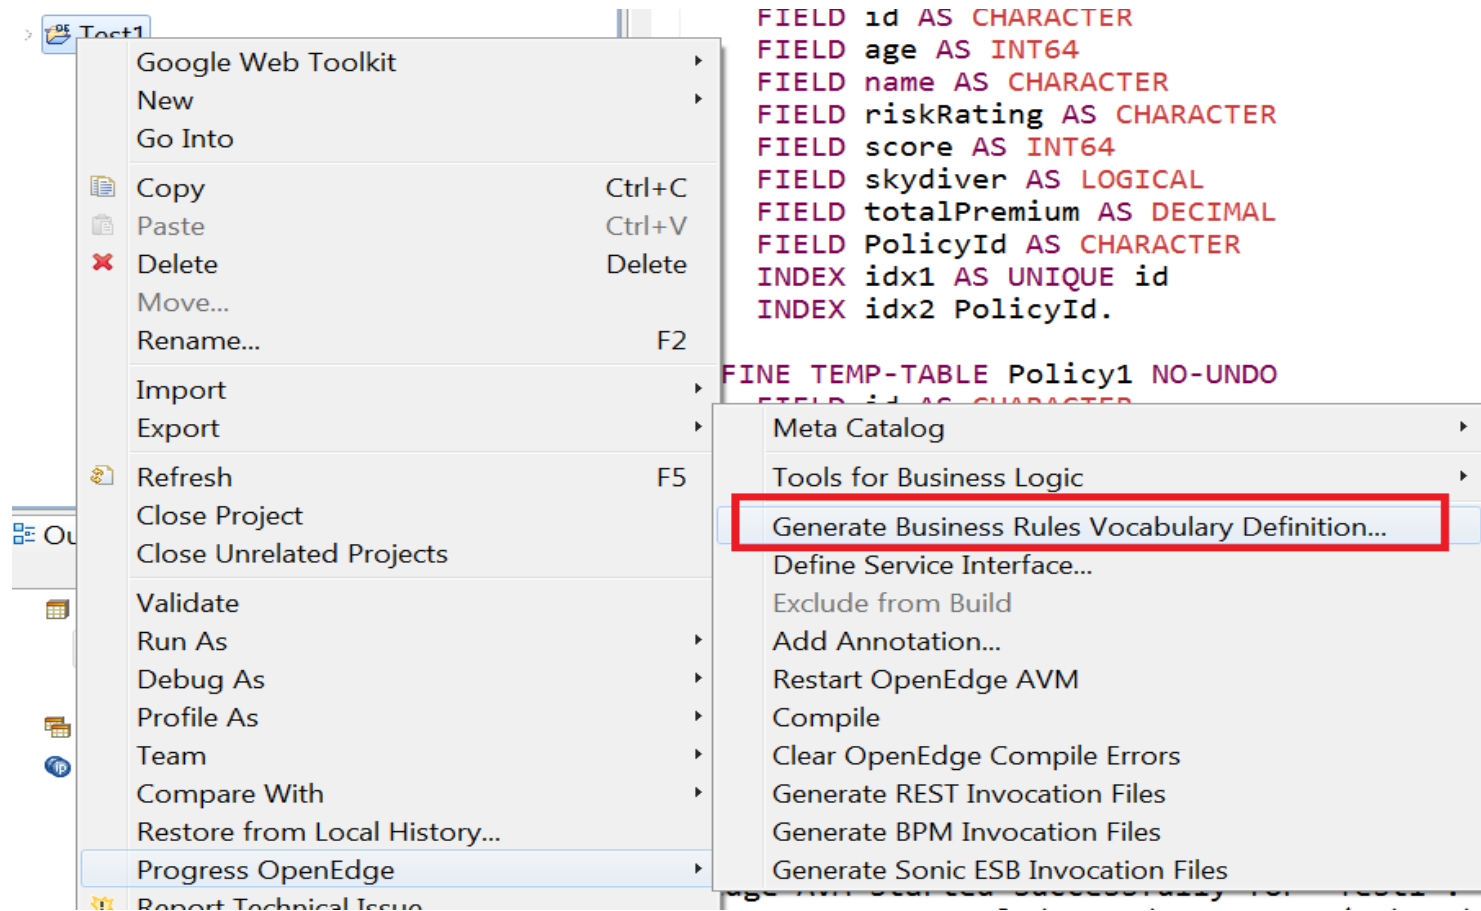 Test1
Google Web Toolkit
New
Go Into
Copy Ctrl+C
Paste Ctrl+V
Delete Delete
Move...
Rename... F2
Import
Export
Refresh F5
Close Project
Close Unrelated Projects
Validate
Run As
Debug As
Profile As
Team
Compare With
Restore from Local History...
Progress OpenEdge
Report Technical Issue
Ou
FIELD id AS CHARACTER
FIELD age AS INT64
FIELD name AS CHARACTER
FIELD riskRating AS CHARACTER
FIELD score AS INT64
FIELD skydiver AS LOGICAL
FIELD totalPremium AS DECIMAL
FIELD PolicyId AS CHARACTER
INDEX idx1 AS UNIQUE id
INDEX idx2 PolicyId.
FINE TEMP-TABLE Policy1 NO-UNDO
FIELD id AS CHARACTER
Meta Catalog
Tools for Business Logic
Generate Business Rules Vocabulary Definition...
Define Service Interface...
Exclude from Build
Add Annotation...
Restart OpenEdge AVM
Compile
Clear OpenEdge Compile Errors
Generate REST Invocation Files
Generate BPM Invocation Files
Generate Sonic ESB Invocation Files